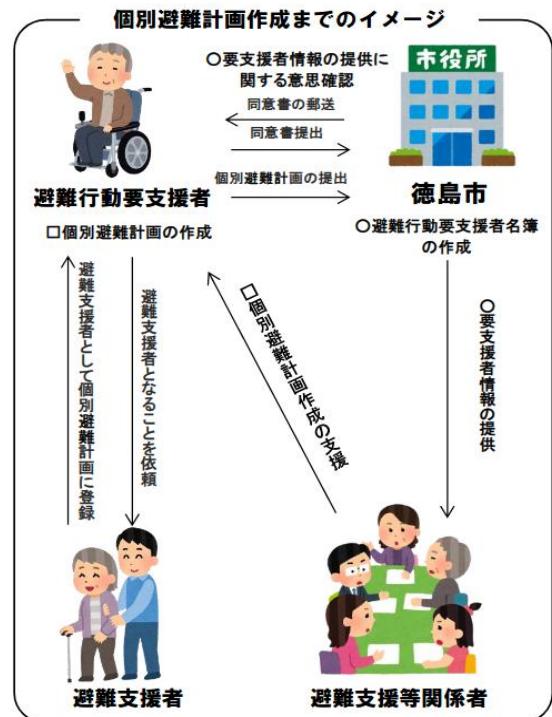 個別避難計画作成までのイメージ
○要支援者情報の提供に
関する意思確認
市役所
同意書の郵送
同意書提出
個別避難計画の提出
避難行動要支援者
徳島市
□個別避難計画の作成
○避難行動要支援者名簿
の作成
避難支援者として個別避難計画に登録
避難支援者となることを依頼
□個別避難計画作成の支援
○要支援者情報の提供
避難支援者
避難支援等関係者